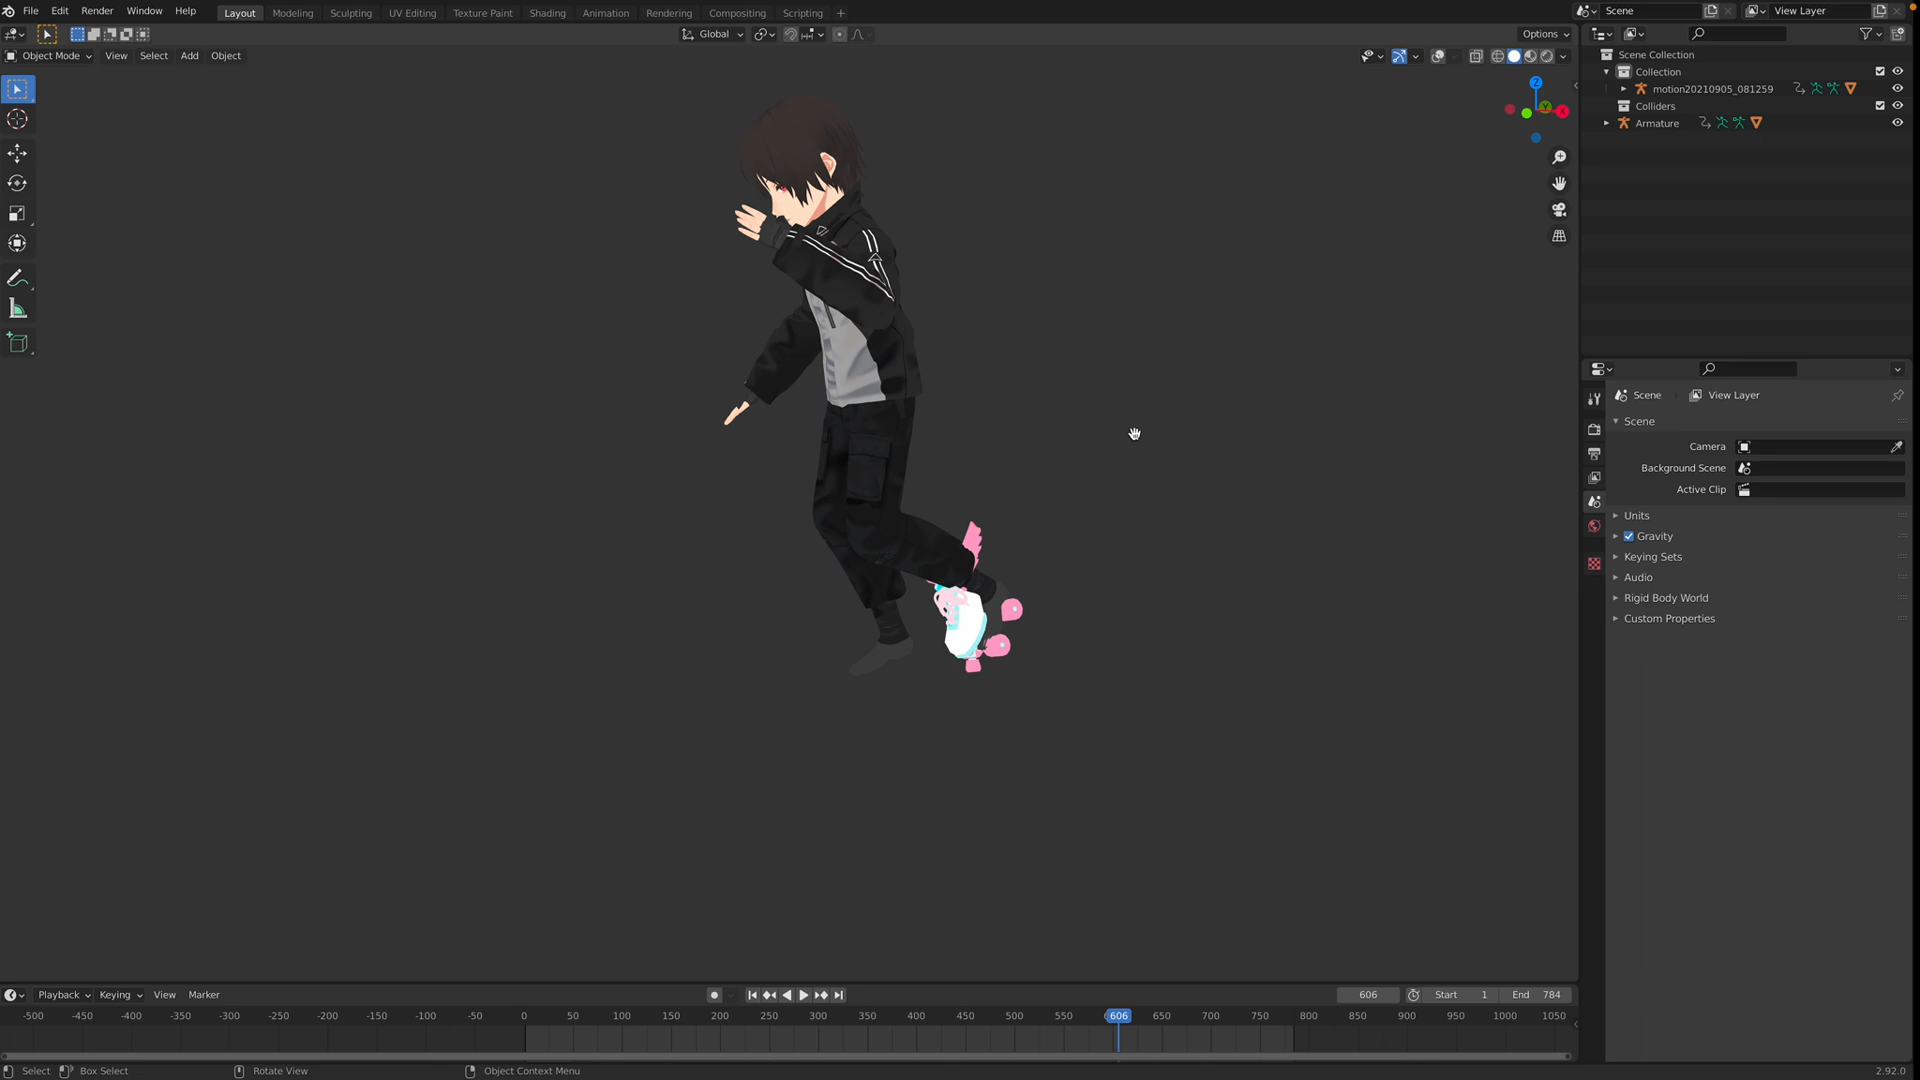 File Edit Render Window Help Layout Modeling Sculpting UV Editing Texture Paint Shading Animation Rendering Compositing Scripting + Scene View Layer
Global Options
Object Mode View Select Add Object
Scene Collection
Collection
motion20210905_081259
Colliders
Armature
Z
Y
X
Scene View Layer
Scene
Camera
Background Scene
Active Clip
Units
Gravity
Keying Sets
Audio
Rigid Body World
Custom Properties
Playback Keying View Marker 606 Start 1 End 784
-500 -450 -400 -350 -300 -250 -200 -150 -100 -50 0 50 100 150 200 250 300 350 400 450 500 550 606 650 700 750 800 850 900 950 1000 1050
Select Box Select Rotate View Object Context Menu 2.92.0